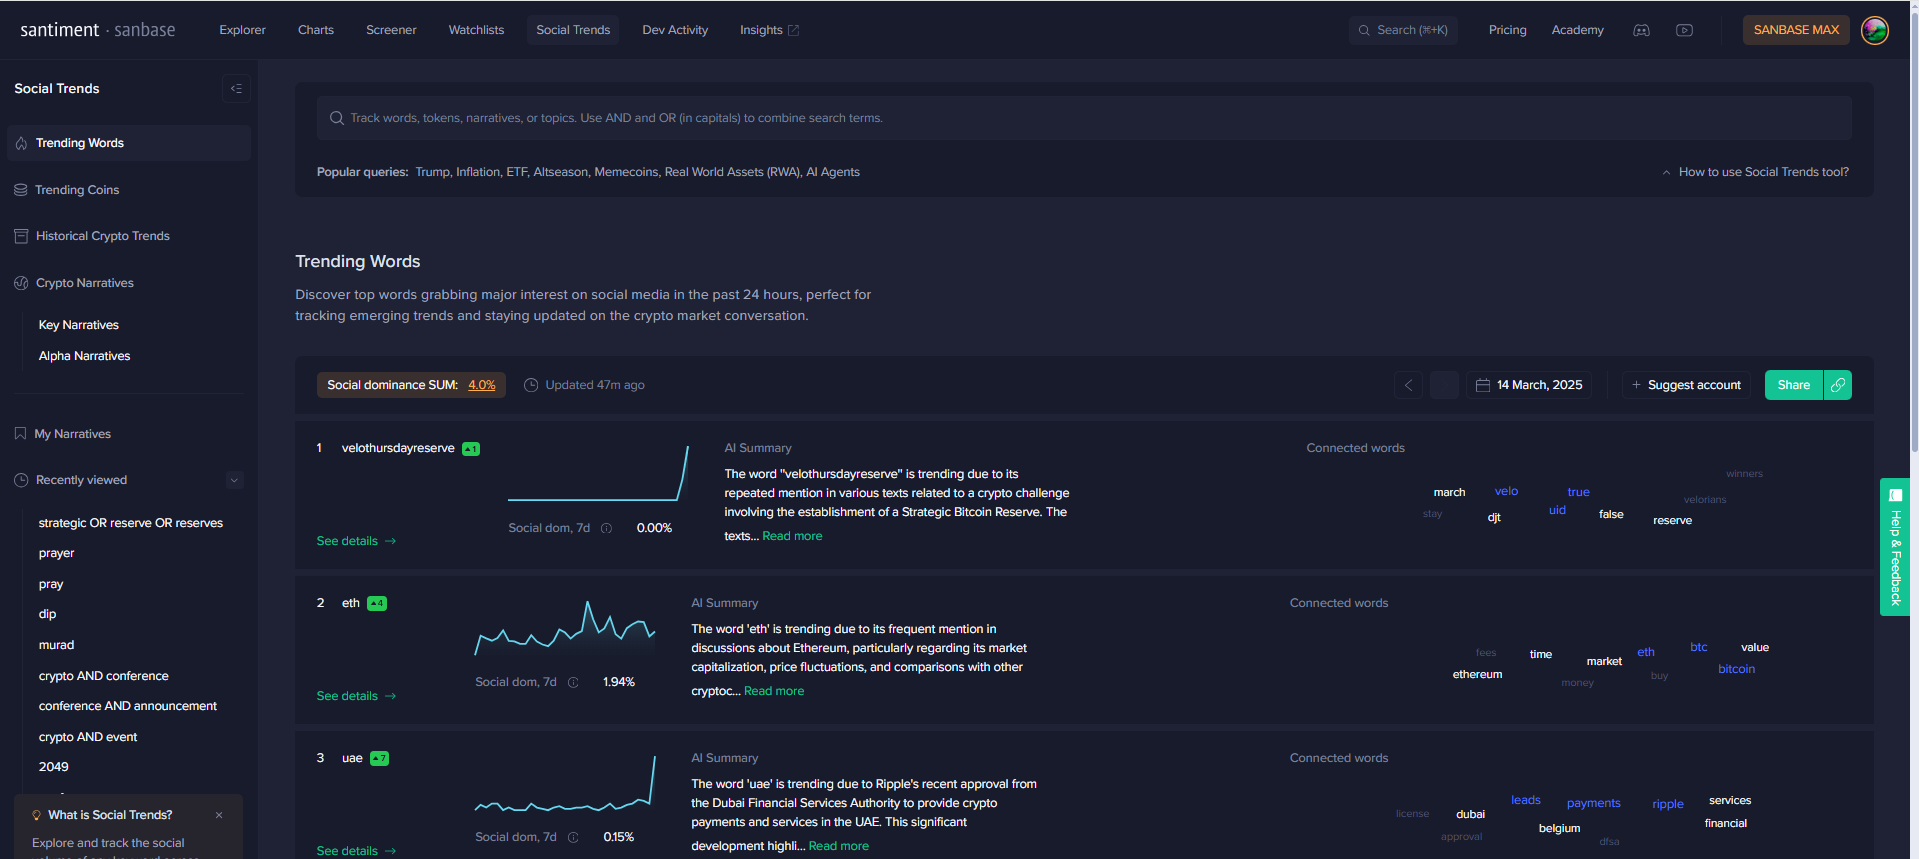 santiment · sanbase
Explorer
Charts
Screener
Watchlists
Social Trends
Dev Activity
Insights
Search (⌘+K)
Pricing
Academy
SANBASE MAX
Social Trends
Trending Words
Trending Coins
Historical Crypto Trends
Crypto Narratives
Key Narratives
Alpha Narratives
My Narratives
Recently viewed
strategic OR reserve OR reserves
prayer
pray
dip
murad
crypto AND conference
conference AND announcement
crypto AND event
2049
What is Social Trends?
Explore and track the social
Track words, tokens, narratives, or topics. Use AND and OR (in capitals) to combine search terms.
Popular queries: Trump, Inflation, ETF, Altseason, Memecoins, Real World Assets (RWA), AI Agents
How to use Social Trends tool?
Trending Words
Discover top words grabbing major interest on social media in the past 24 hours, perfect for
tracking emerging trends and staying updated on the crypto market conversation.
Social dominance SUM: 4.0%
Updated 47m ago
14 March, 2025
+ Suggest account
Share
1 velothursdayreserve 1
See details
Social dom, 7d 0.00%
AI Summary
The word "velothursdayreserve" is trending due to its
repeated mention in various texts related to a crypto challenge
involving the establishment of a Strategic Bitcoin Reserve. The
texts... Read more
Connected words
winners
march velo true
velorians
stay djt uid false reserve
2 eth 4
See details
Social dom, 7d 1.94%
AI Summary
The word 'eth' is trending due to its frequent mention in
discussions about Ethereum, particularly regarding its market
capitalization, price fluctuations, and comparisons with other
cryptoc... Read more
Connected words
fees time eth btc value
ethereum market bitcoin
money buy
3 uae 7
See details
Social dom, 7d 0.15%
AI Summary
The word 'uae' is trending due to Ripple's recent approval from
the Dubai Financial Services Authority to provide crypto
payments and services in the UAE. This significant
development highli... Read more
Connected words
leads payments ripple services
license dubai financial
approval belgium dfsa
Help & Feedback